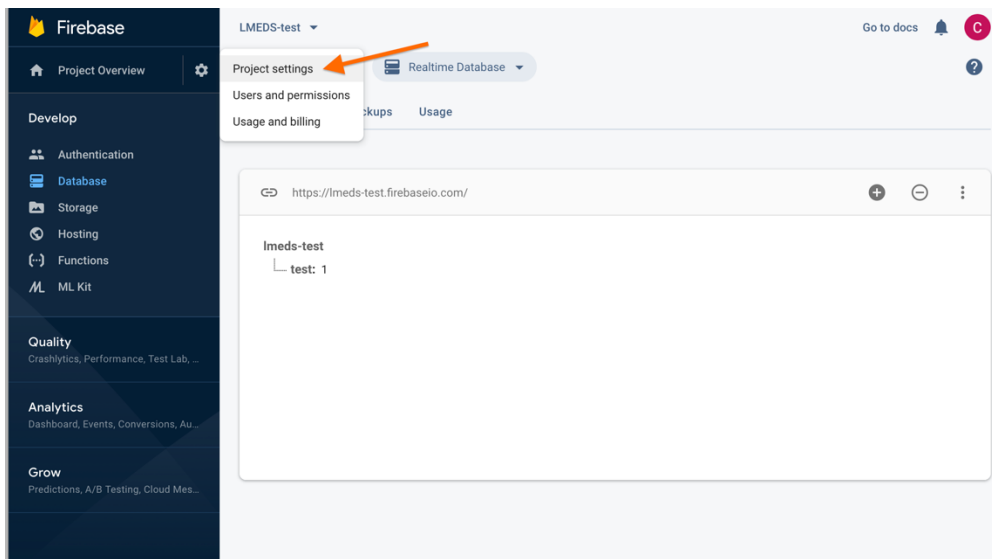 Firebase
LMEDS-test
Go to docs
C
Project Overview
Project settings
Realtime Database
?
Users and permissions
Develop
ckups
Usage
Usage and billing
Authentication
Database
https://lmeds-test.firebaseio.com/
Storage
Hosting
lmeds-test
Functions
test: 1
ML Kit
Quality
Crashlytics, Performance, Test Lab, ...
Analytics
Dashboard, Events, Conversions, Au...
Grow
Predictions, A/B Testing, Cloud Mes...